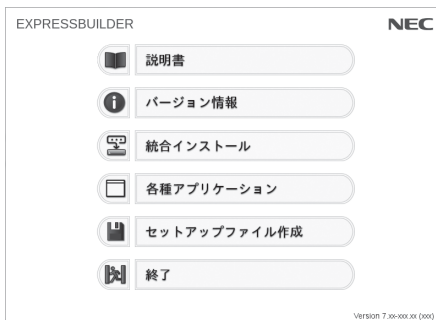 EXPRESSBUILDER
NEC
説明書
バージョン情報
統合インストール
各種アプリケーション
セットアップファイル作成
終了
Version 7.xx-xxx.xx (xxx)